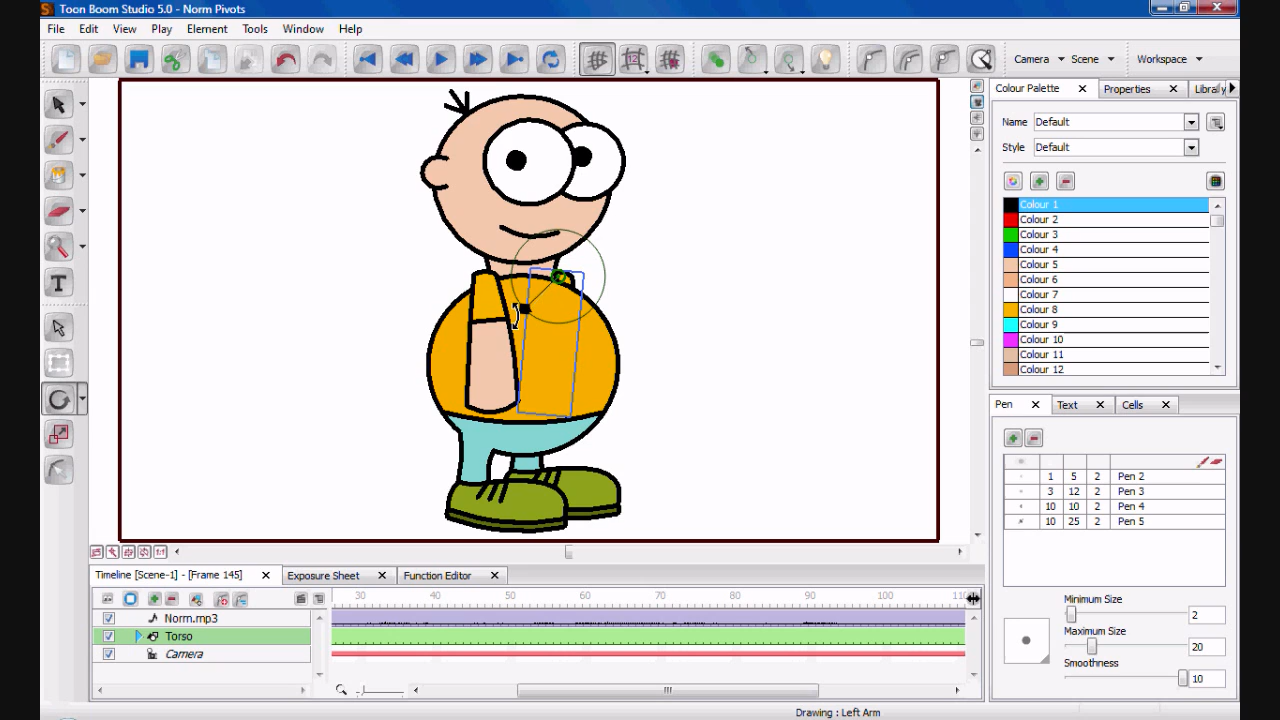 Toon Boom Studio 5.0 - Norm Pivots
File Edit View Play Element Tools Window Help
12 Camera Scene Workspace
Colour Palette Properties Library
Name Default
Style Default
Colour 1
Colour 2
Colour 3
Colour 4
Colour 5
Colour 6
Colour 7
Colour 8
Colour 9
Colour 10
Colour 11
Colour 12
T
Pen Text Cells
1 5 2 Pen 2
3 12 2 Pen 3
10 10 2 Pen 4
10 25 2 Pen 5
1:1
Timeline [Scene-1] - [Frame 145] Exposure Sheet Function Editor
30 40 50 60 70 80 90 100 110
Norm.mp3
Torso
Camera
Minimum Size
2
Maximum Size
20
Smoothness
10
Drawing : Left Arm